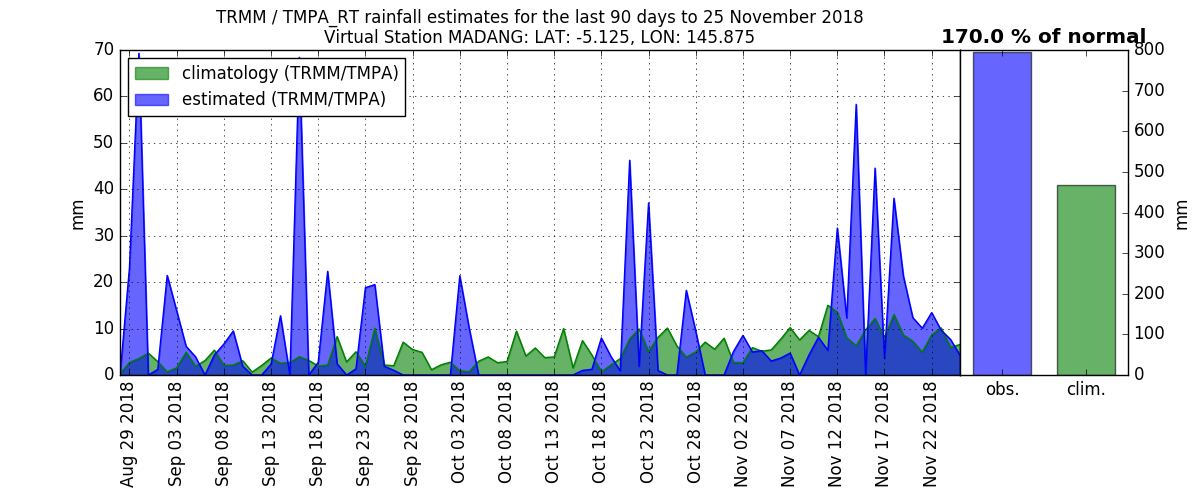 TRMM / TMPA_RT rainfall estimates for the last 90 days to 25 November 2018
Virtual Station MADANG: LAT: -5.125, LON: 145.875
170.0 % of normal
climatology (TRMM/TMPA)
estimated (TRMM/TMPA)
mm
70
60
50
40
30
20
10
0
Aug 29 2018
Sep 03 2018
Sep 08 2018
Sep 13 2018
Sep 18 2018
Sep 23 2018
Sep 28 2018
Oct 03 2018
Oct 08 2018
Oct 13 2018
Oct 18 2018
Oct 23 2018
Oct 28 2018
Nov 02 2018
Nov 07 2018
Nov 12 2018
Nov 17 2018
Nov 22 2018
800
700
600
500
400
300
200
100
0
mm
obs.
clim.